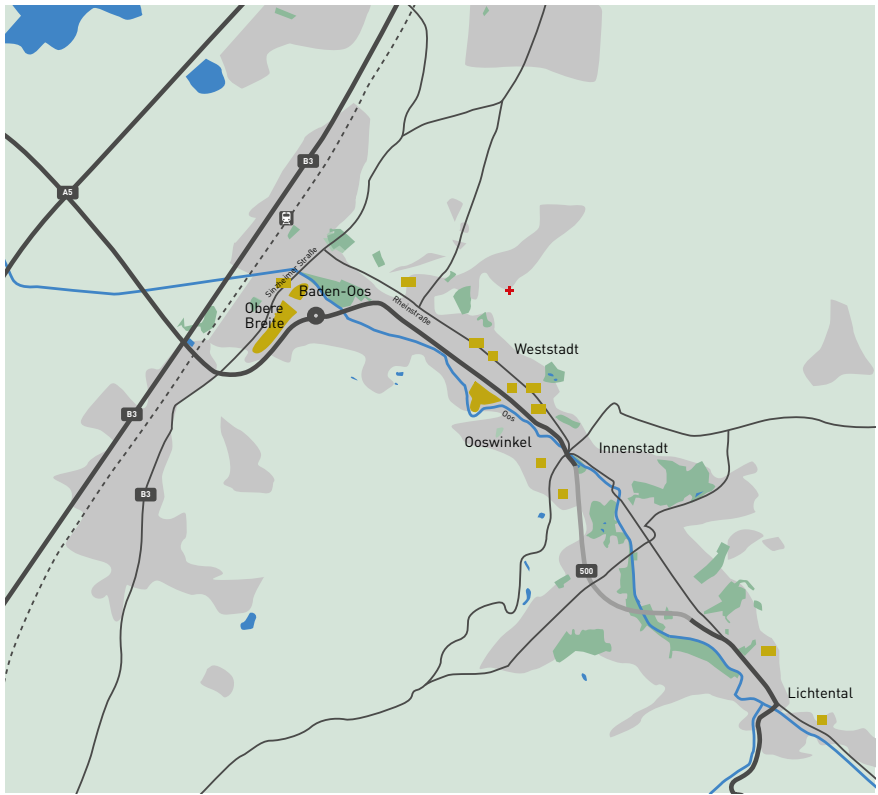 B3
A5
Sinzheimer Straße
Baden-Oos
Obere
Breite
Rheinstraße
Weststadt
B3
Oos
Ooswinkel
Innenstadt
B3
500
Lichtental